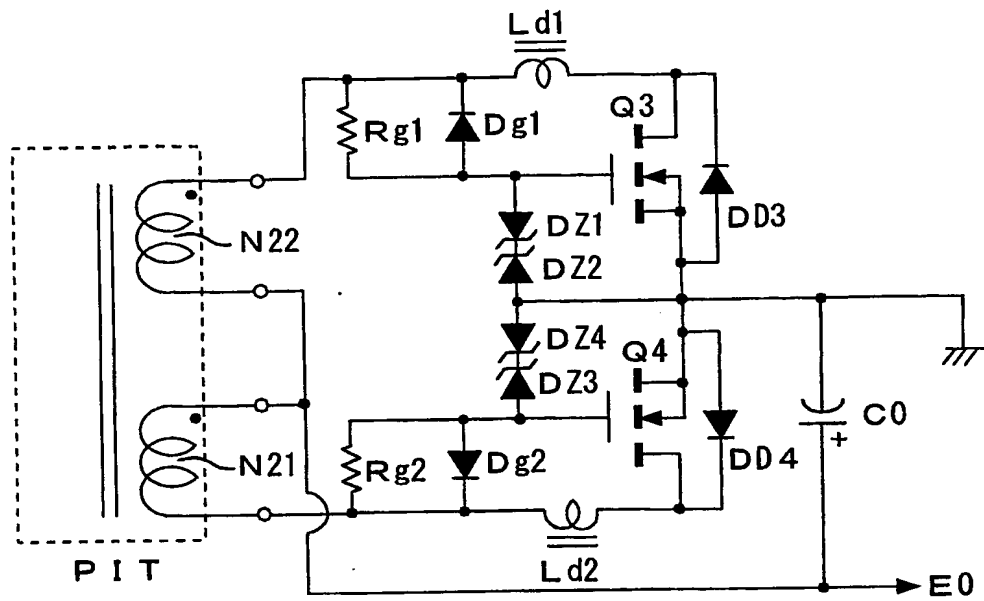 Ld1
Q3
Rg1
Dg1
DD3
N22
DZ1
DZ2
DZ4
Q4
DZ3
C0
+
N21
Rg2
Dg2
DD4
PIT
Ld2
E0